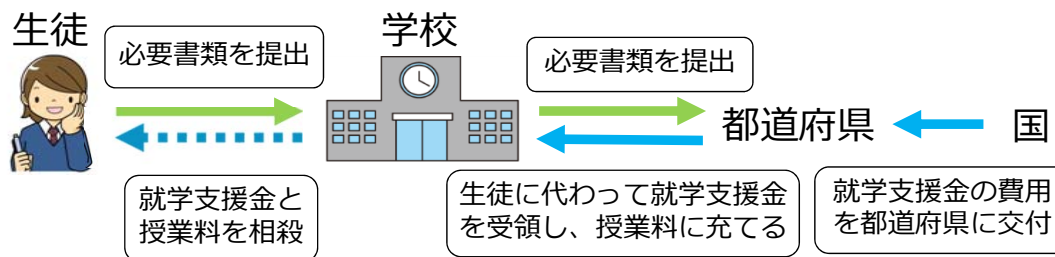 生徒
必要書類を提出
学校
必要書類を提出
都道府県
国
就学支援金と
授業料を相殺
生徒に代わって就学支援金
を受領し、授業料に充てる
就学支援金の費用
を都道府県に交付